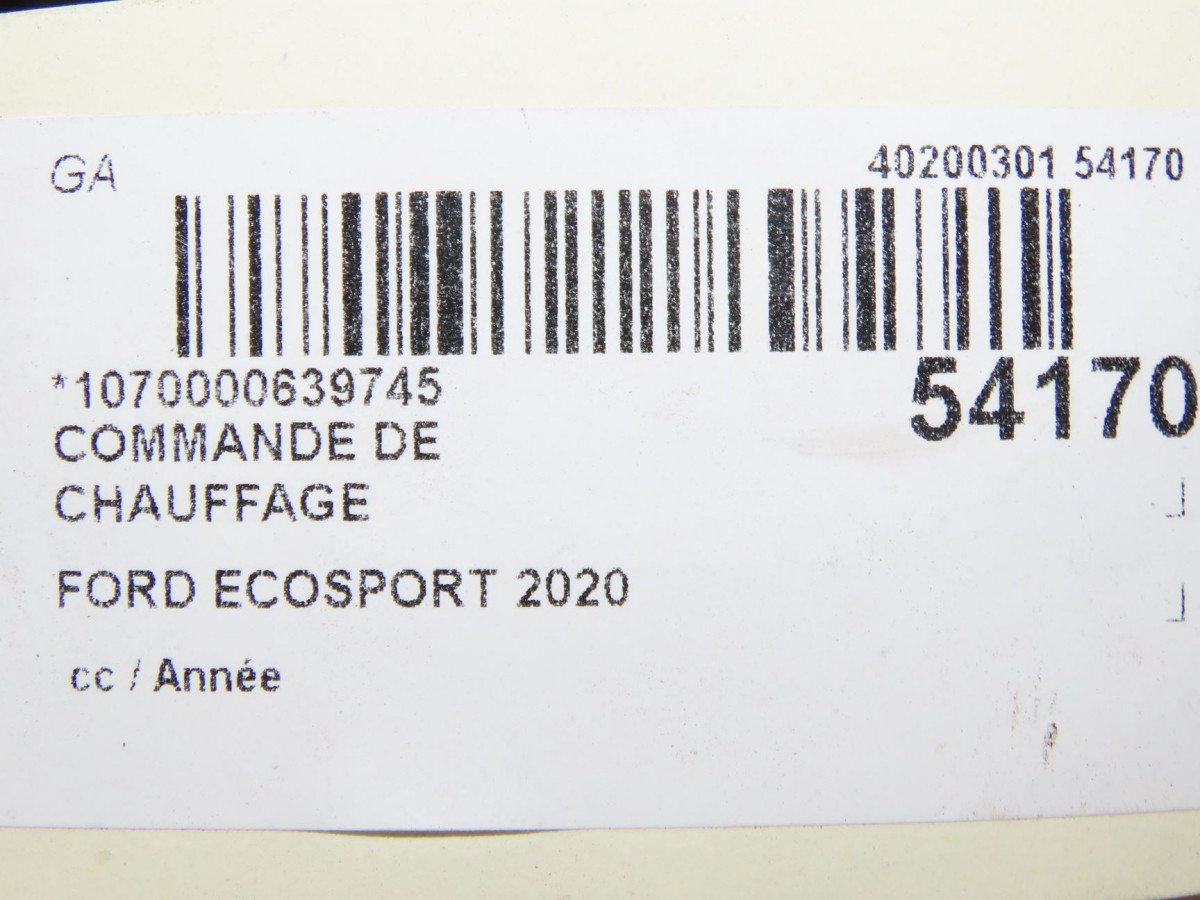 GA
40200301 54170
*1070000639745
54170
COMMANDE DE
CHAUFFAGE
FORD ECOSPORT 2020
cc / Année